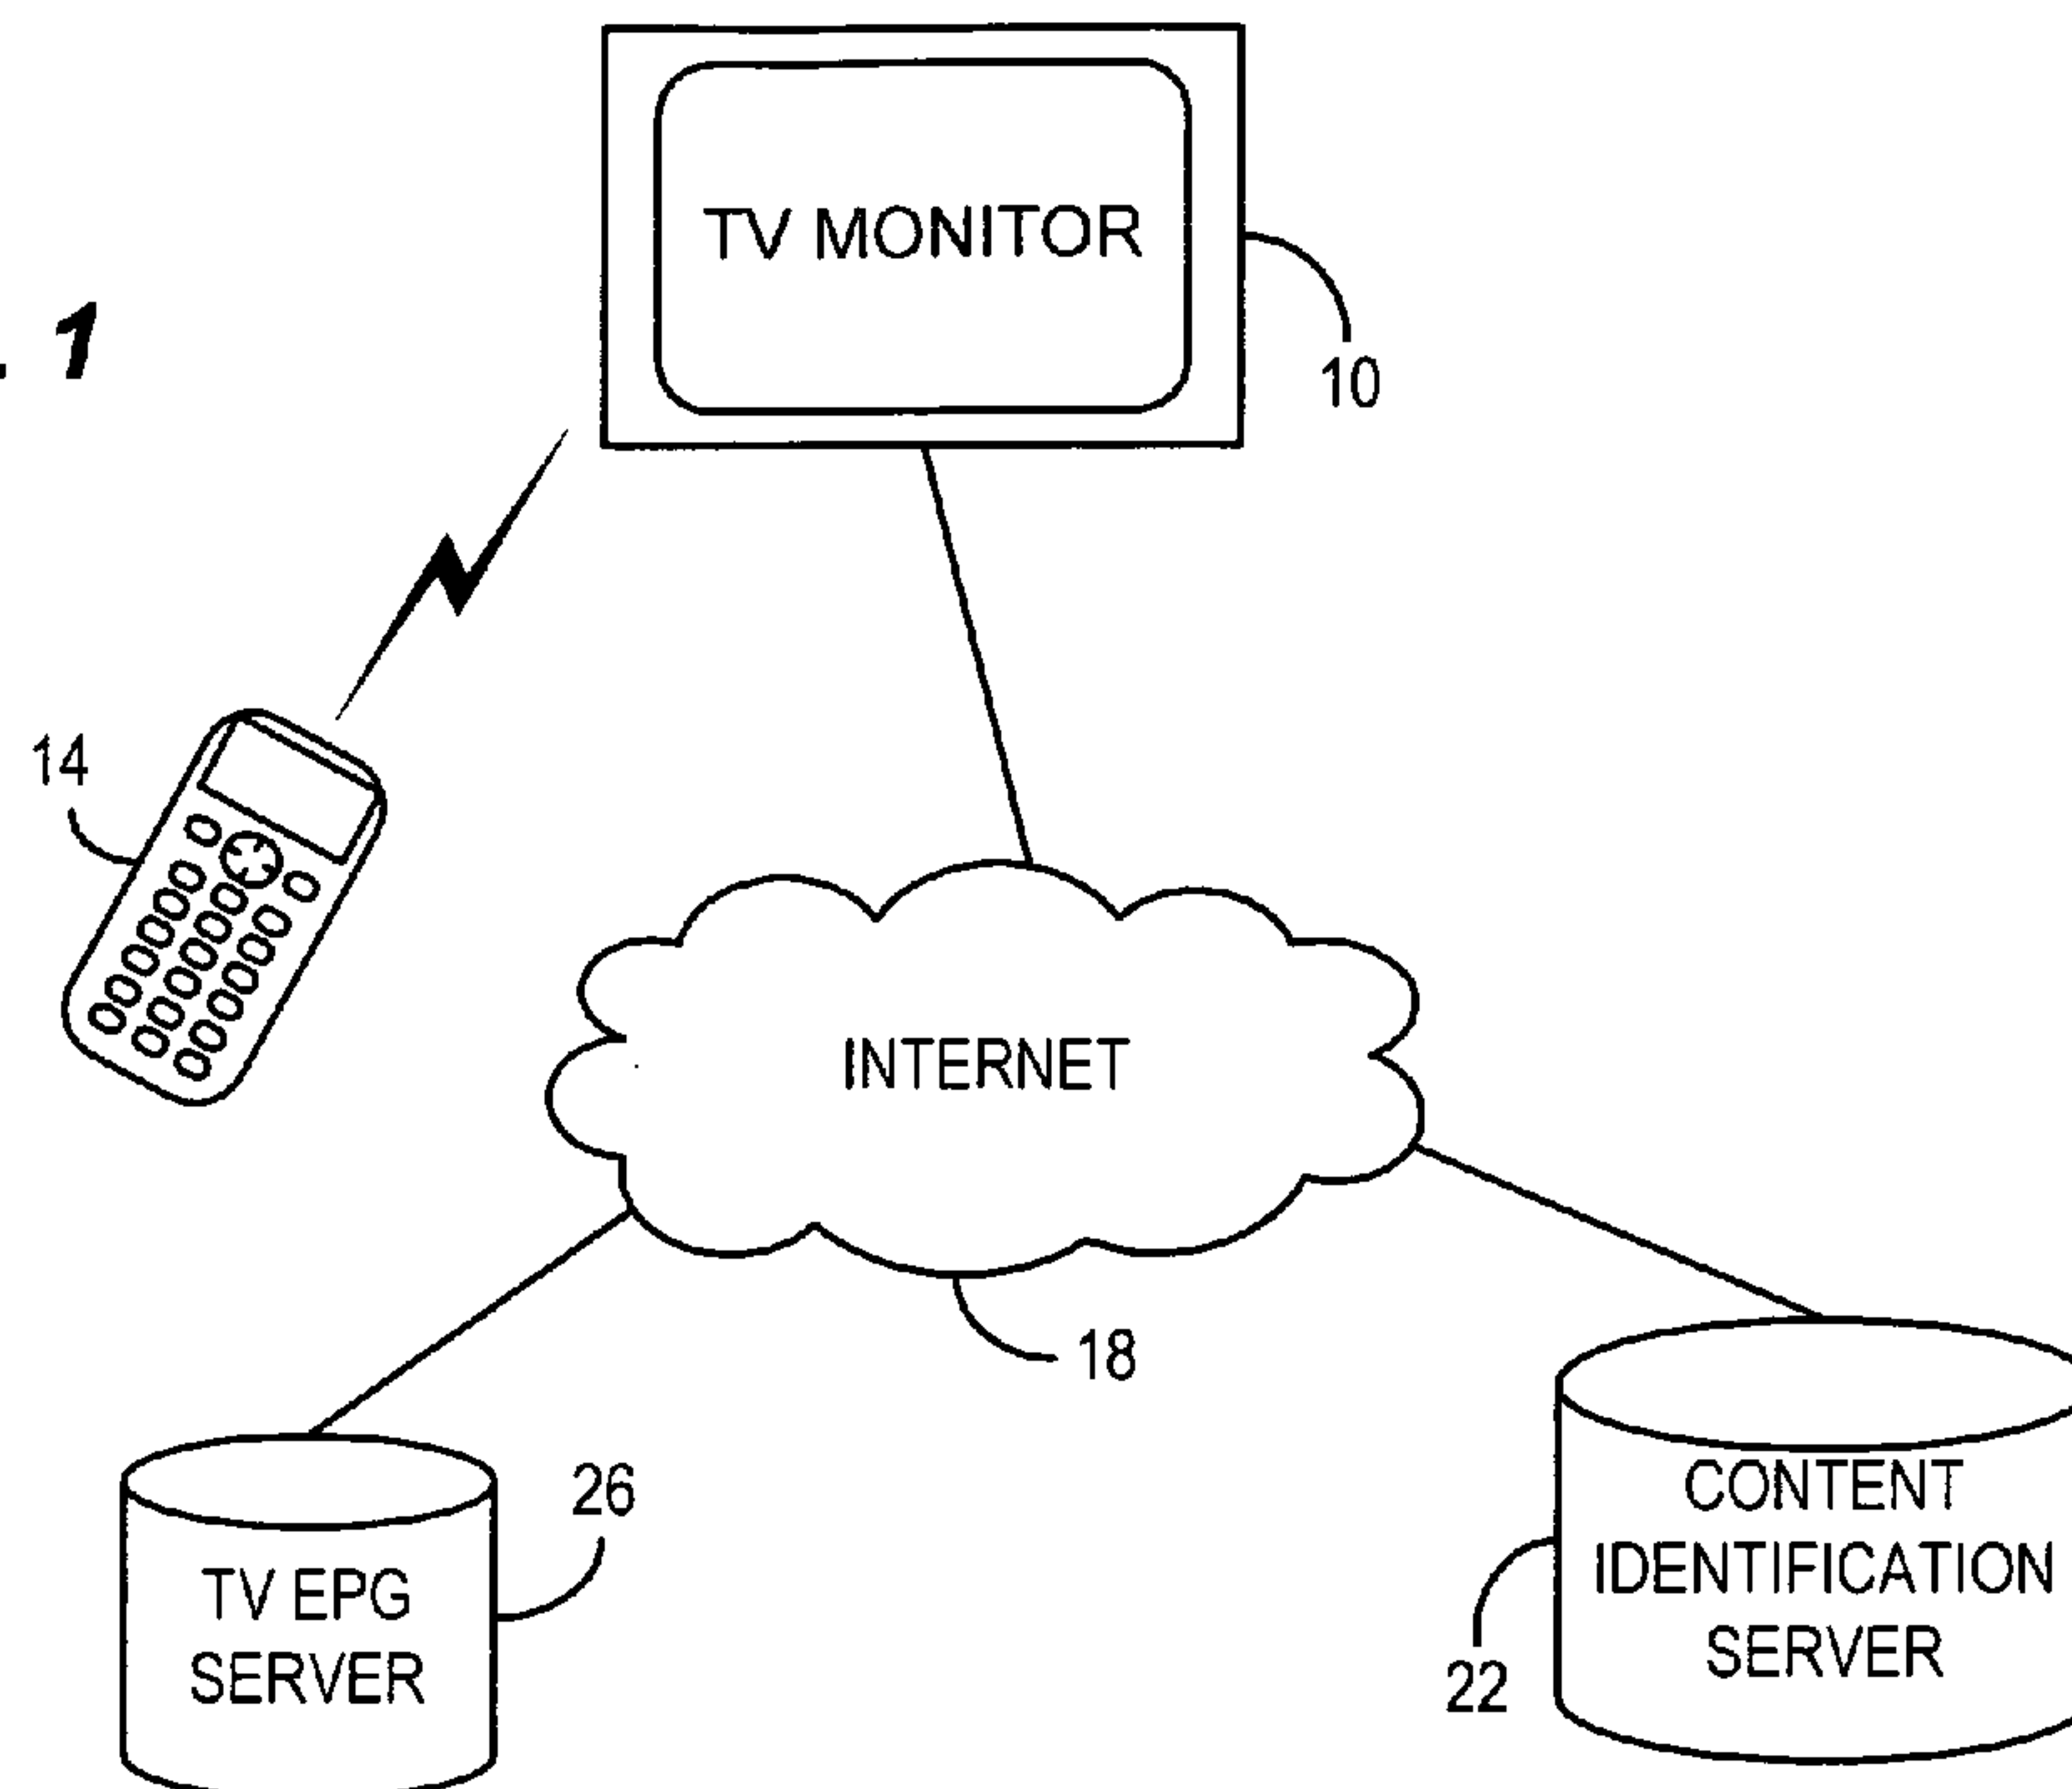 . 1
TV MONITOR
10
14
INTERNET
18
26
TV EPG
SERVER
CONTENT
IDENTIFICATION
SERVER
22